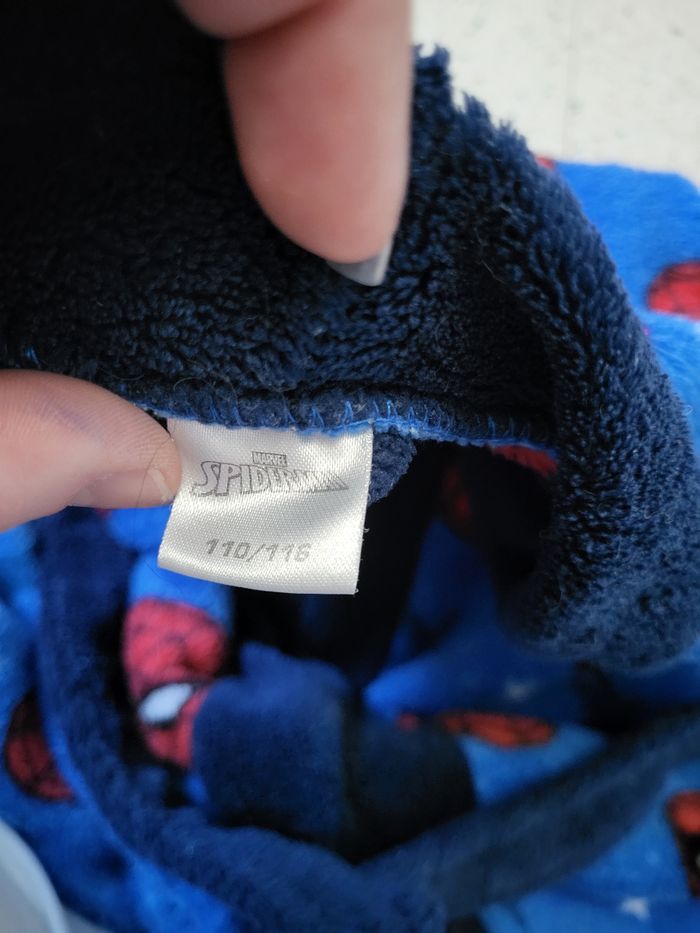 MARVEL
SPIDER-MAN
110/116